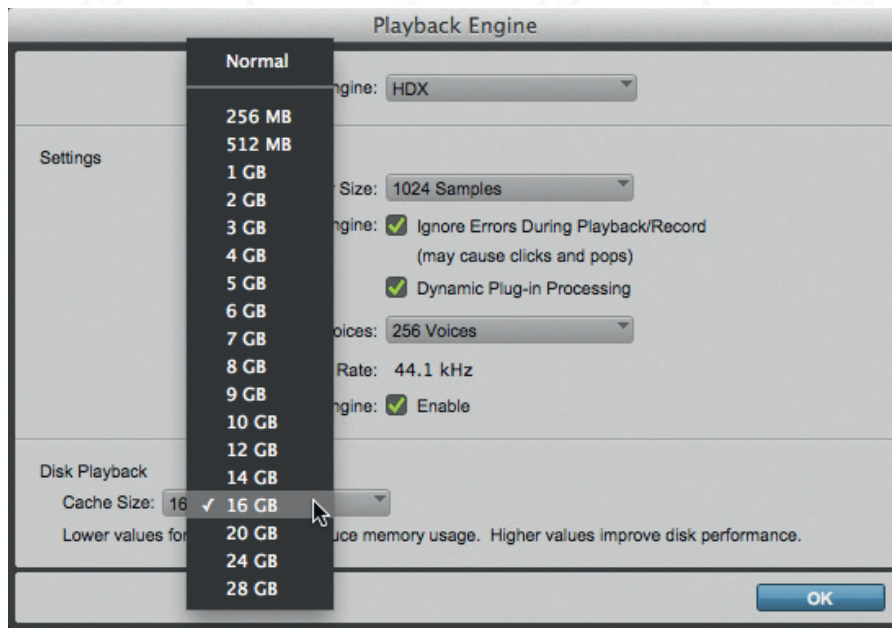 Playback Engine
Normal
256 MB
512 MB
1 GB
2 GB
3 GB
4 GB
5 GB
6 GB
7 GB
8 GB
9 GB
10 GB
12 GB
14 GB
✓ 16 GB
20 GB
24 GB
28 GB
ngine: HDX
Settings
Size: 1024 Samples
ngine: ✓ Ignore Errors During Playback/Record
(may cause clicks and pops)
✓ Dynamic Plug-in Processing
oices: 256 Voices
Rate: 44.1 kHz
ngine: ✓ Enable
Disk Playback
Cache Size: 16
Lower values for uce memory usage. Higher values improve disk performance.
OK